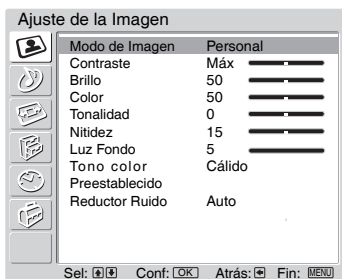 Ajuste de la Imagen
Modo de Imagen Personal
Contraste Máx
Brillo 50
Color 50
Tonalidad 0
Nitidez 15
Luz Fondo 5
Tono color Cálido
Preestablecido
Reductor Ruido Auto
Sel: Conf: OK Atrás: Fin: MENU